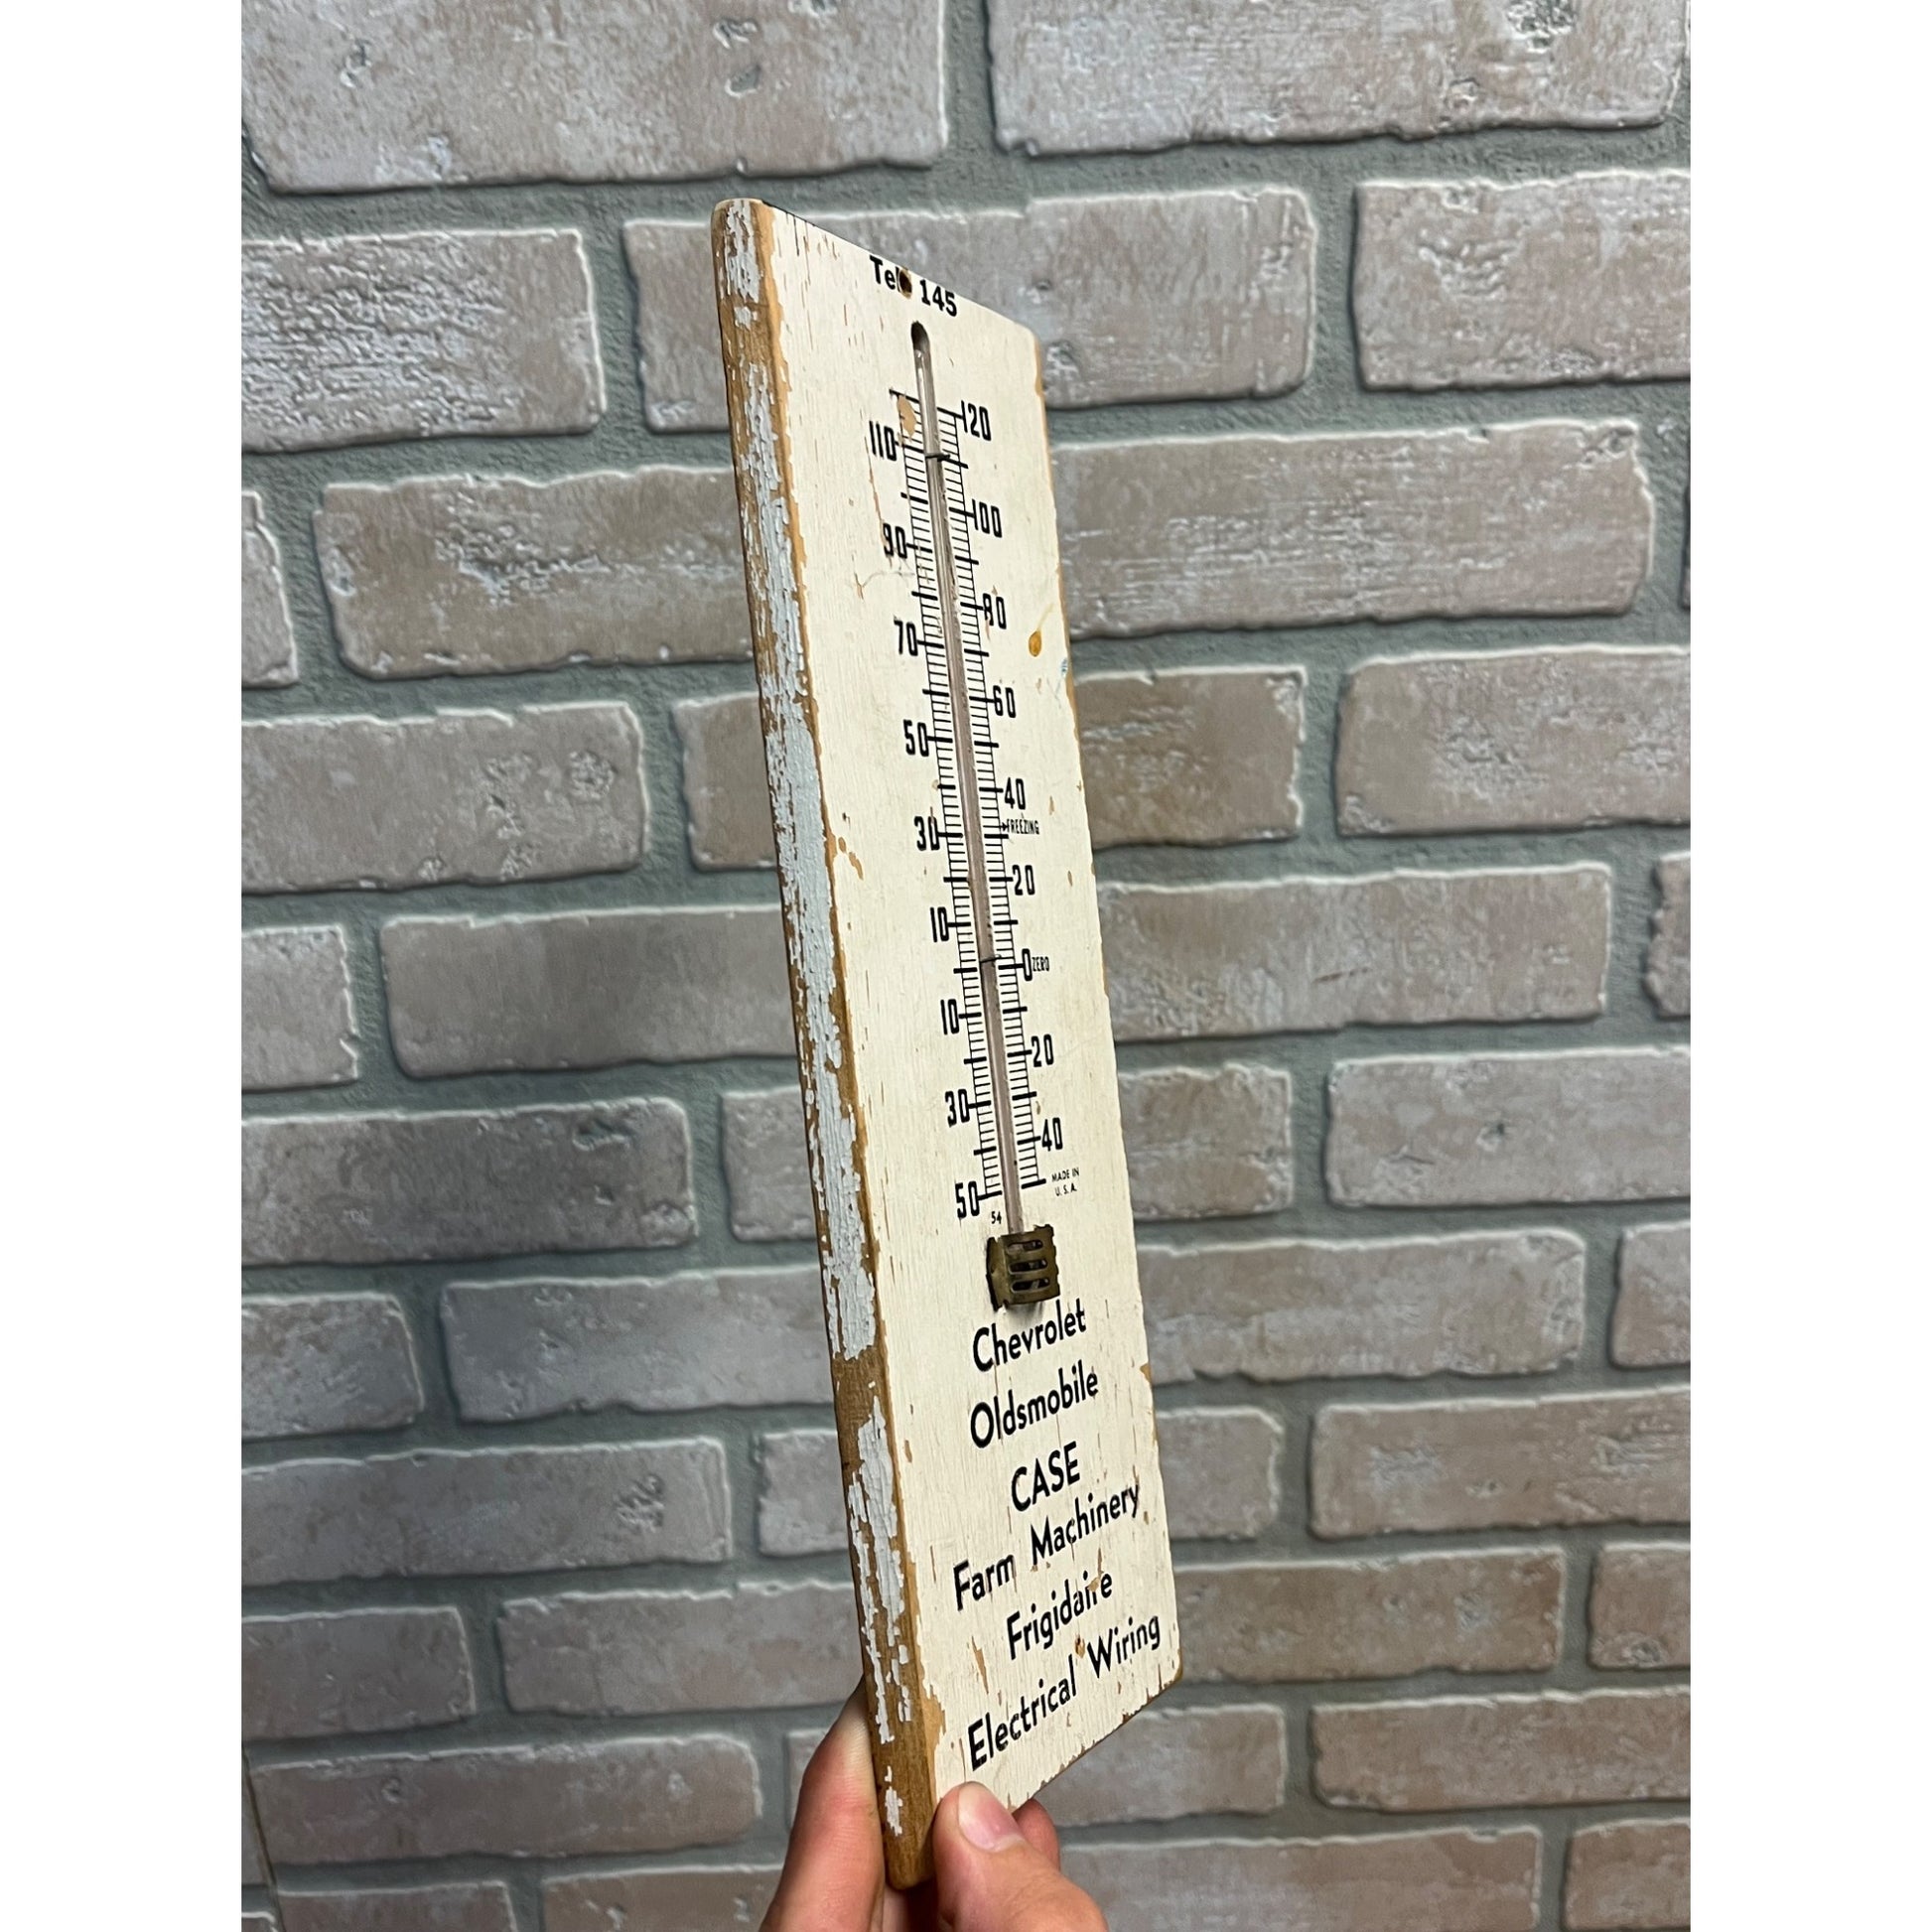 Tel. 145
120
110
100
90
80
70
60
50
40
FREEZING
30
20
10
0 ZERO
10
20
30
40
MADE IN
U. S. A.
50
54
Chevrolet
Oldsmobile
CASE
Farm Machinery
Frigidaire
Electrical Wiring